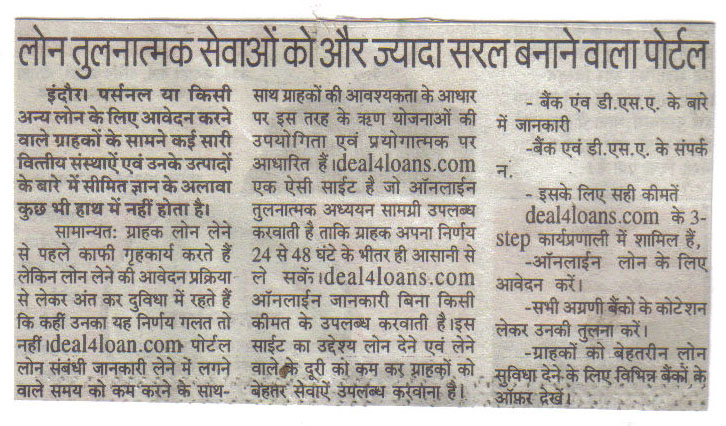 लोन तुलनात्मक सेवाओं को और ज्यादा सरल बनाने वाला पोर्टल
इंदौर। पर्सनल या किसी
अन्य लोन के लिए आवेदन करने
वाले ग्राहकों के सामने कई सारी
वित्तीय संस्थाएं एवं उनके उत्पादों
के बारे में सीमित ज्ञान के अलावा
कुछ भी हाथ में नहीं होता है।
सामान्यत: ग्राहक लोन लेने
से पहले काफी गृहकार्य करते हैं
लेकिन लोन लेने की आवेदन प्रक्रिया
से लेकर अंत कर दुविधा में रहते हैं
कि कहीं उनका यह निर्णय गलत तो
नहीं।deal4loan.com पोर्टल
लोन संबंधी जानकारी लेने में लगने
वाले समय को कम करने के साथ-
साथ ग्राहकों की आवश्यकता के आधार
पर इस तरह के ऋण योजनाओं की
उपयोगिता एवं प्रयोगात्मक पर
आधारित हैं।deal4loans.com
एक ऐसी साईट है जो ऑनलाईन
तुलनात्मक अध्ययन सामग्री उपलब्ध
करवाती है ताकि ग्राहक अपना निर्णय
24 से 48 घंटे के भीतर ही आसानी से
ले सकें।deal4loans.com
ऑनलाईन जानकारी बिना किसी
कीमत के उपलब्ध करवाती है।इस
साईट का उद्देश्य लोन देने एवं लेने
वाले के दूरी को कम कर ग्राहकों को
बेहतर सेवाऐं उपलब्ध करवाना है।
- बैंक एंव डी.एस.ए. के बारे
में जानकारी
-बैंक एवं डी.एस.ए. के संपर्क
नं.
- इसके लिए सही कीमतें
deal4loans.com के 3-
step कार्यप्रणाली में शामिल हैं,
-ऑनलाईन लोन के लिए
आवेदन करें।
-सभी अग्रणी बैंको के कोटेशन
लेकर उनकी तुलना करें।
-ग्राहकों को बेहतरीन लोन
सुविधा देने के लिए विभिन्न बैंकों के
ऑफ़र देखें।